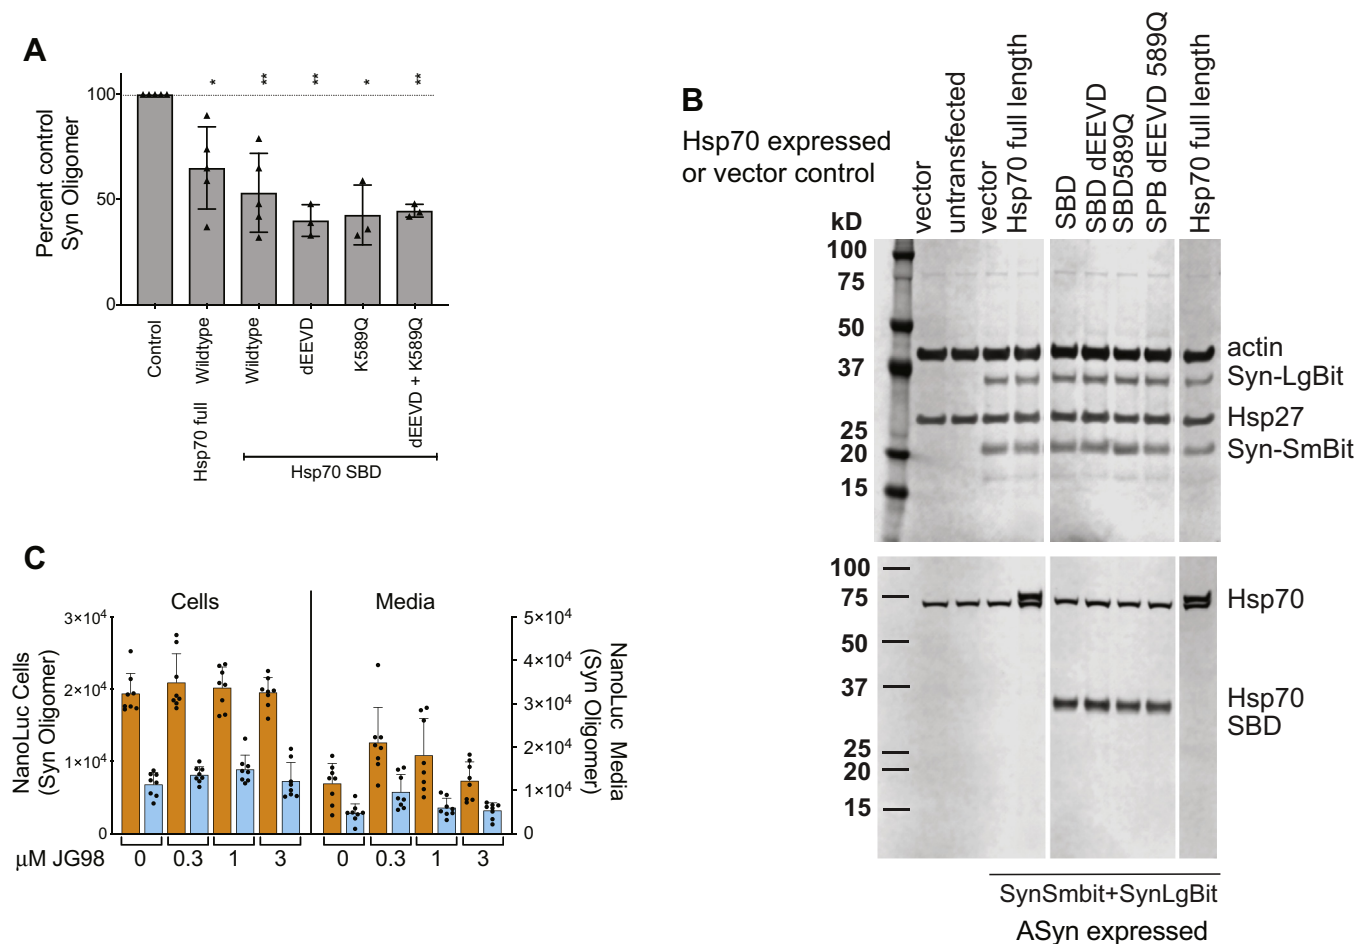 A
Percent control
Syn Oligomer
100
50
0
*
**
**
*
**
Control
Wildtype
Wildtype
dEEVD
K589Q
dEEVD + K589Q
Hsp70 full
Hsp70 SBD
B
Hsp70 expressed
or vector control
vector
untransfected
vector
Hsp70 full length
SBD
SBD dEEVD
SBD589Q
SPB dEEVD 589Q
Hsp70 full length
kD
100
75
50
37
25
20
15
actin
Syn-LgBit
Hsp27
Syn-SmBit
100
75
50
37
25
20
15
Hsp70
Hsp70
SBD
SynSmbit+SynLgBit
ASyn expressed
C
Cells
Media
NanoLuc Cells
(Syn Oligomer)
3×10⁴
2×10⁴
1×10⁴
0
5×10⁴
4×10⁴
3×10⁴
2×10⁴
1×10⁴
0
NanoLuc Media
(Syn Oligomer)
μM JG98 0 0.3 1 3 0 0.3 1 3